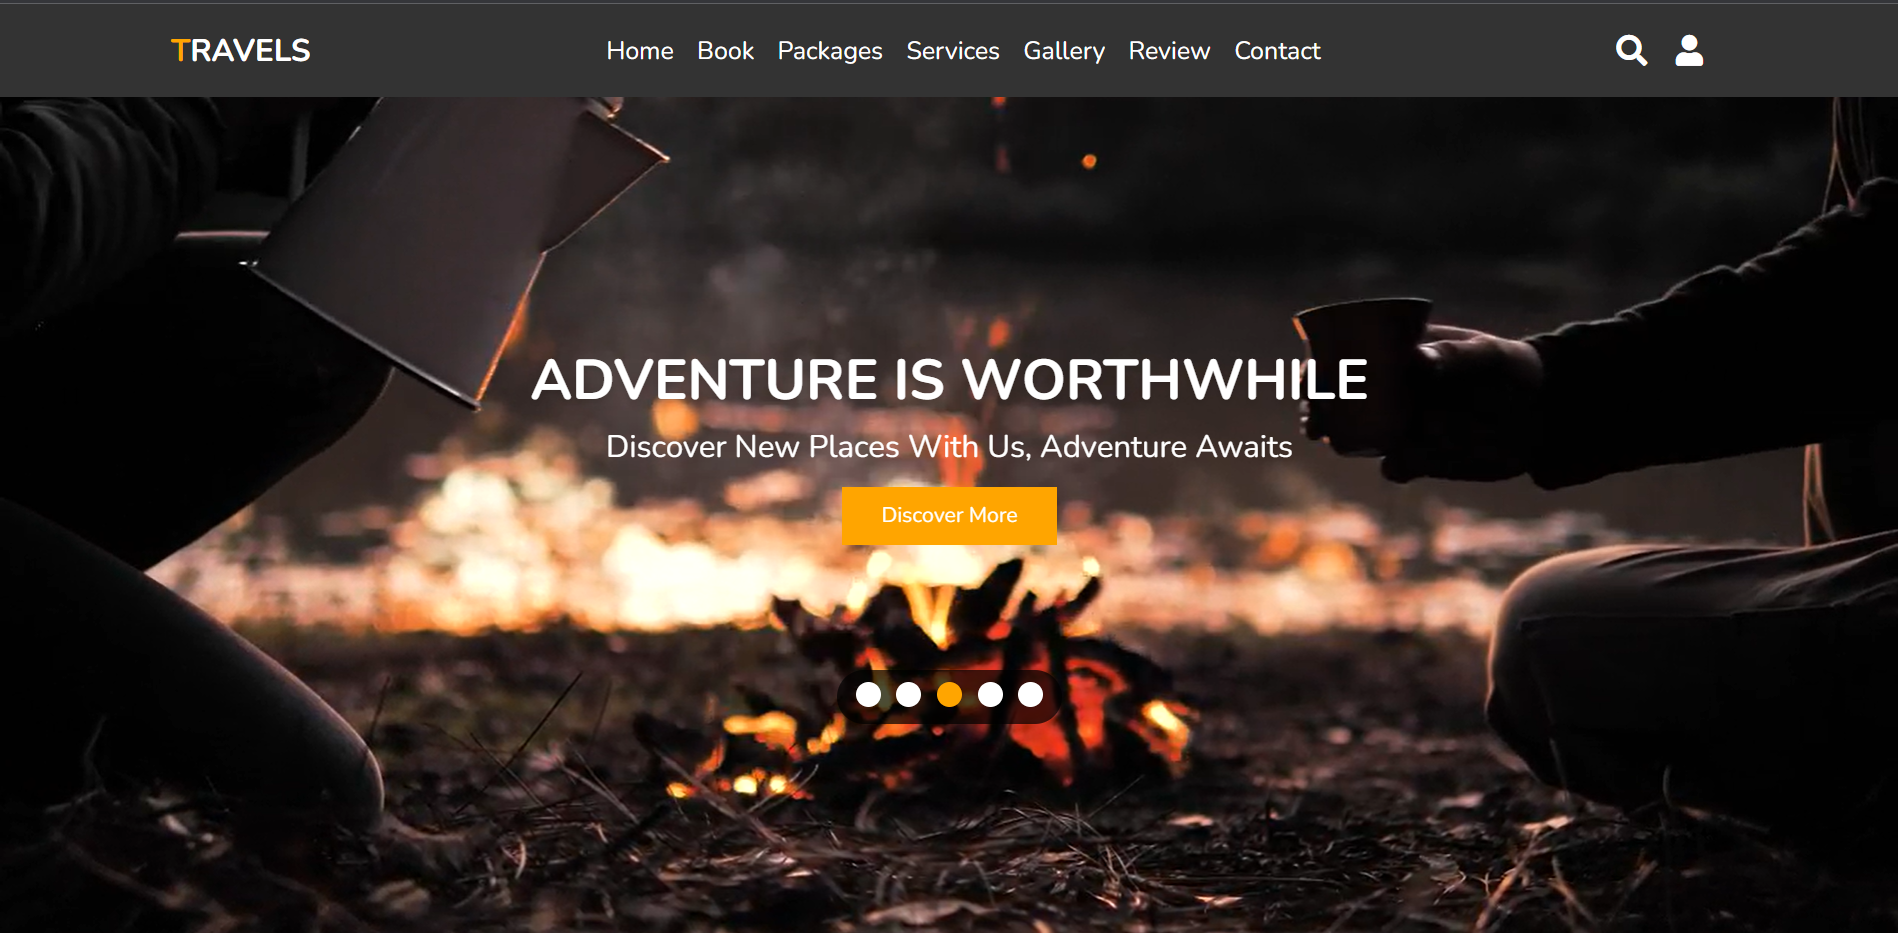 TRAVELS Home Book Packages Services Gallery Review Contact
ADVENTURE IS WORTHWHILE
Discover New Places With Us, Adventure Awaits
Discover More